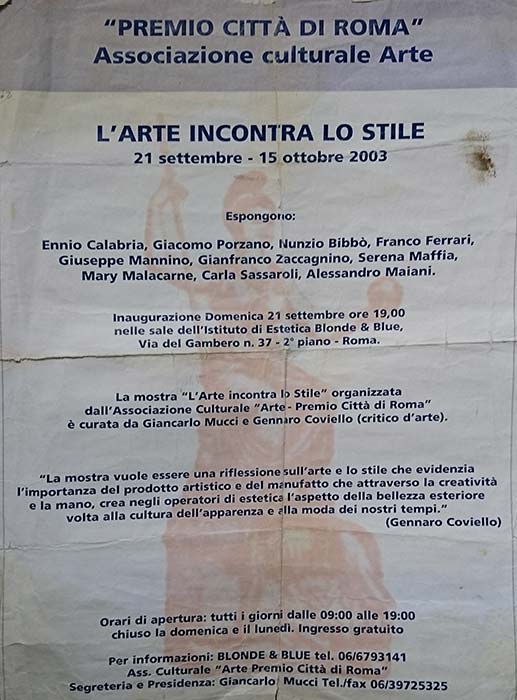 “PREMIO CITTÀ DI ROMA”
Associazione culturale Arte
L’ARTE INCONTRA LO STILE
21 settembre - 15 ottobre 2003
Espongono:
Ennio Calabria, Giacomo Porzano, Nunzio Bibbò, Franco Ferrari,
Giuseppe Mannino, Gianfranco Zaccagnino, Serena Maffia,
Mary Malacarne, Carla Sassaroli, Alessandro Maiani.
Inaugurazione Domenica 21 settembre ore 19,00
nelle sale dell’Istituto di Estetica Blonde & Blue,
Via del Gambero n. 37 - 2° piano - Roma.
La mostra “L’Arte incontra lo Stile” organizzata
dall’Associazione Culturale “Arte - Premio Città di Roma”
è curata da Giancarlo Mucci e Gennaro Coviello (critico d’arte).
“La mostra vuole essere una riflessione sull’arte e lo stile che evidenzia
l’importanza del prodotto artistico e del manufatto che attraverso la creatività
e la mano, crea negli operatori di estetica l’aspetto della bellezza esteriore
volta alla cultura dell’apparenza e alla moda dei nostri tempi.”
(Gennaro Coviello)
Orari di apertura: tutti i giorni dalle 09:00 alle 19:00
chiuso la domenica e il lunedì. Ingresso gratuito
Per informazioni: BLONDE & BLUE tel. 06/6793141
Ass. Culturale “Arte Premio Città di Roma”
Segreteria e Presidenza: Giancarlo Mucci Tel./fax 06/39725325